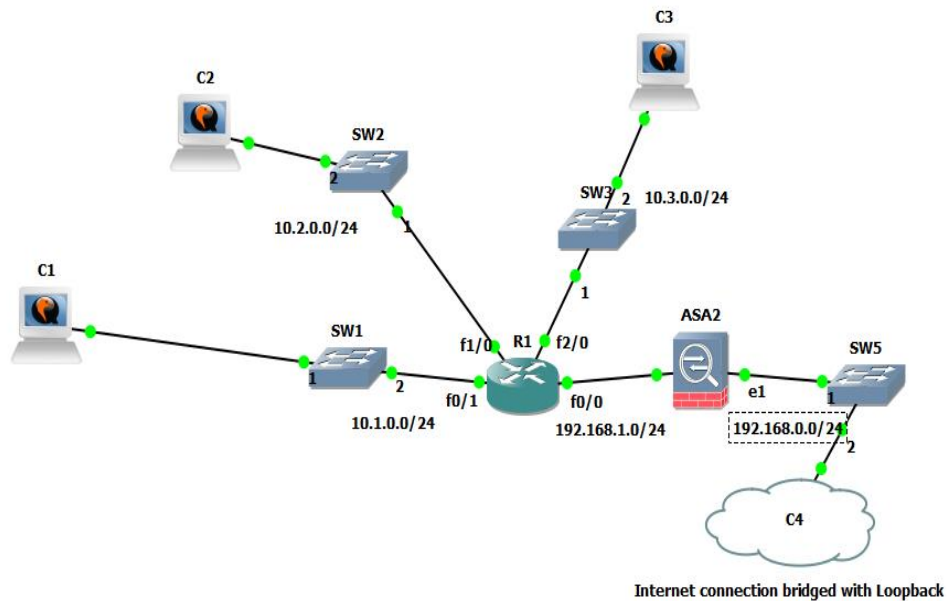 C3
C2
SW2
2
SW3
2
10.3.0.0/24
10.2.0.0/24
1
C1
1
ASA2
SW1
f1/0
R1
f2/0
SW5
1
2
f0/1
f0/0
e1
1
10.1.0.0/24
192.168.1.0/24
192.168.0.0/24
2
C4
Internet connection bridged with Loopback